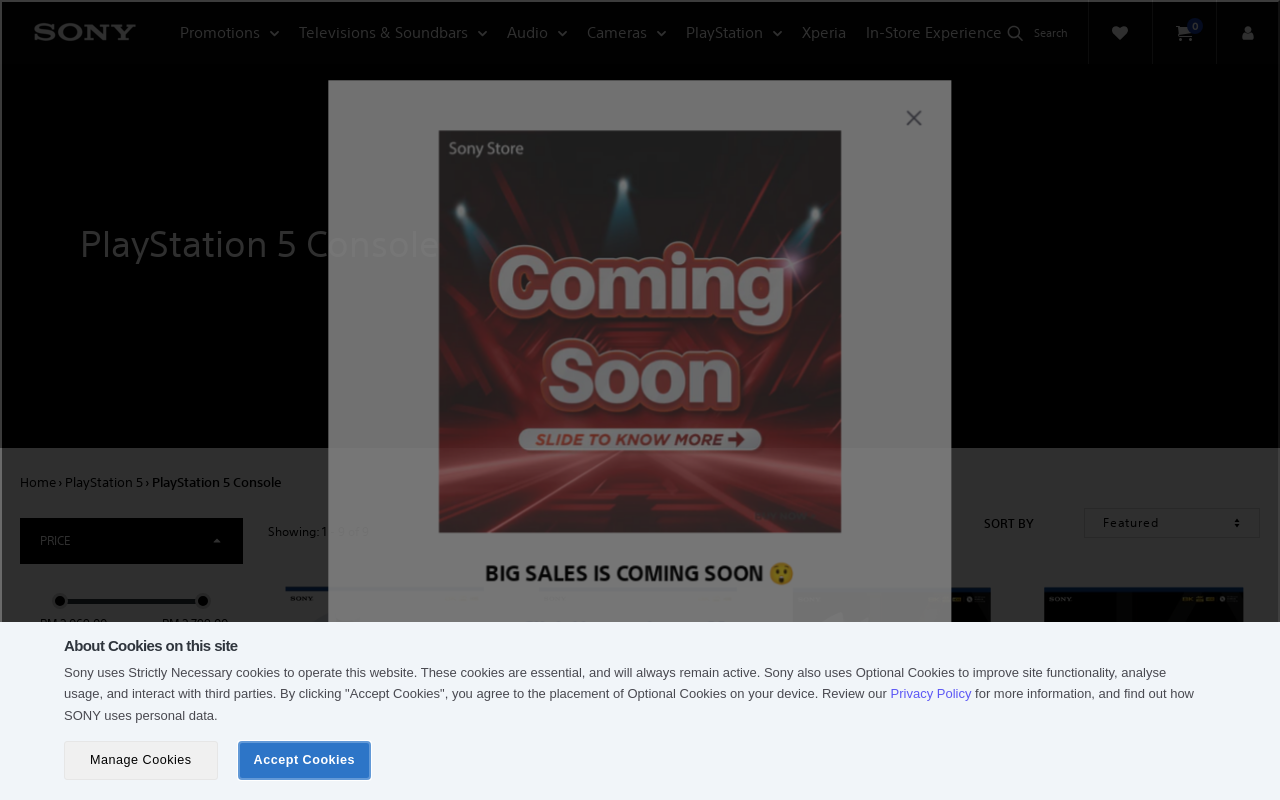 SONY
Promotions
Televisions & Soundbars
Audio
Cameras
PlayStation
Xperia
In-Store Experience
Search
0
PlayStation 5 Console
Sony Store
Coming
Soon
SLIDE TO KNOW MORE
BIG SALES IS COMING SOON 😲
Home › PlayStation 5 › PlayStation 5 Console
PRICE
Showing: 1
SORT BY
Featured
SONY
SONY
About Cookies on this site
Sony uses Strictly Necessary cookies to operate this website. These cookies are essential, and will always remain active. Sony also uses Optional Cookies to improve site functionality, analyse
usage, and interact with third parties. By clicking "Accept Cookies", you agree to the placement of Optional Cookies on your device. Review our Privacy Policy for more information, and find out how
SONY uses personal data.
Manage Cookies
Accept Cookies